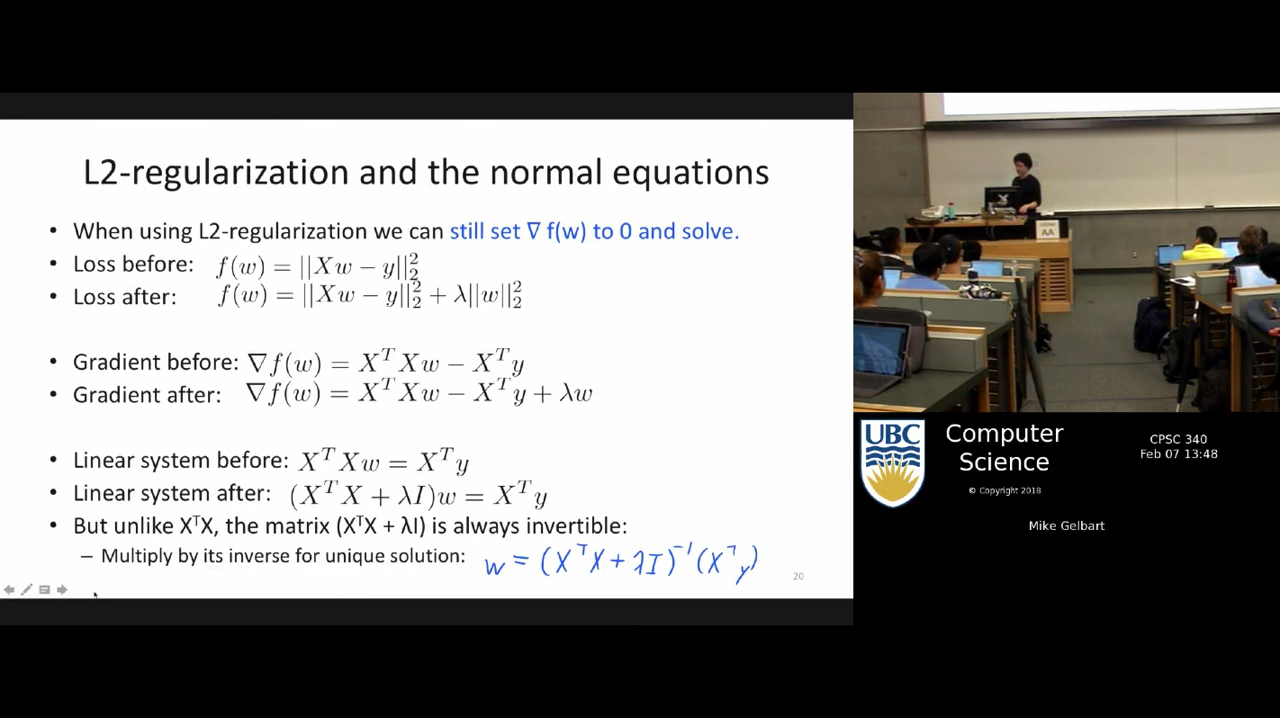 L2-regularization and the normal equations
• When using L2-regularization we can still set ∇ f(w) to 0 and solve.
• Loss before: f(w) = ||Xw − y||₂²
• Loss after: f(w) = ||Xw − y||₂² + λ||w||₂²
• Gradient before: ∇f(w) = XᵀXw − Xᵀy
• Gradient after: ∇f(w) = XᵀXw − Xᵀy + λw
• Linear system before: XᵀXw = Xᵀy
• Linear system after: (XᵀX + λI)w = Xᵀy
• But unlike XᵀX, the matrix (XᵀX + λI) is always invertible:
– Multiply by its inverse for unique solution: w = (XᵀX + λI)⁻¹(Xᵀy)
20
AA
UBC
Computer
Science
© Copyright 2018
CPSC 340
Feb 07 13:48
Mike Gelbart